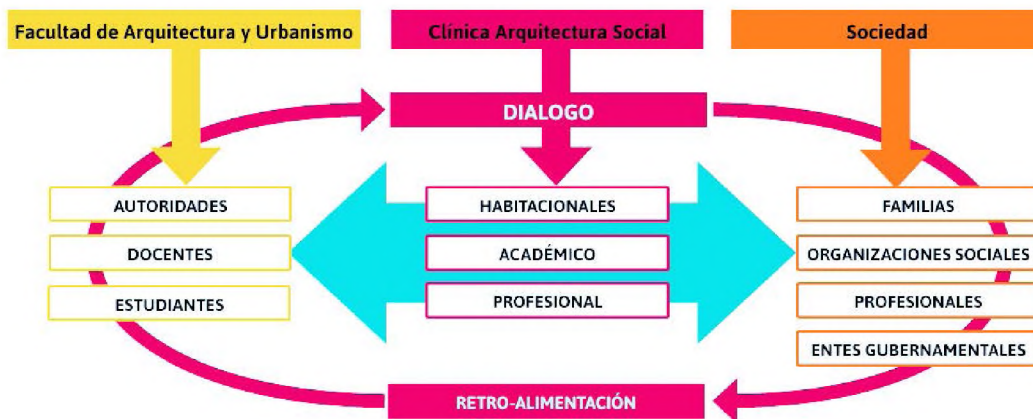 Facultad de Arquitectura y Urbanismo
Clínica Arquitectura Social
Sociedad
DIALOGO
AUTORIDADES
DOCENTES
ESTUDIANTES
HABITACIONALES
ACADÉMICO
PROFESIONAL
FAMILIAS
ORGANIZACIONES SOCIALES
PROFESIONALES
ENTES GUBERNAMENTALES
RETRO-ALIMENTACIÓN